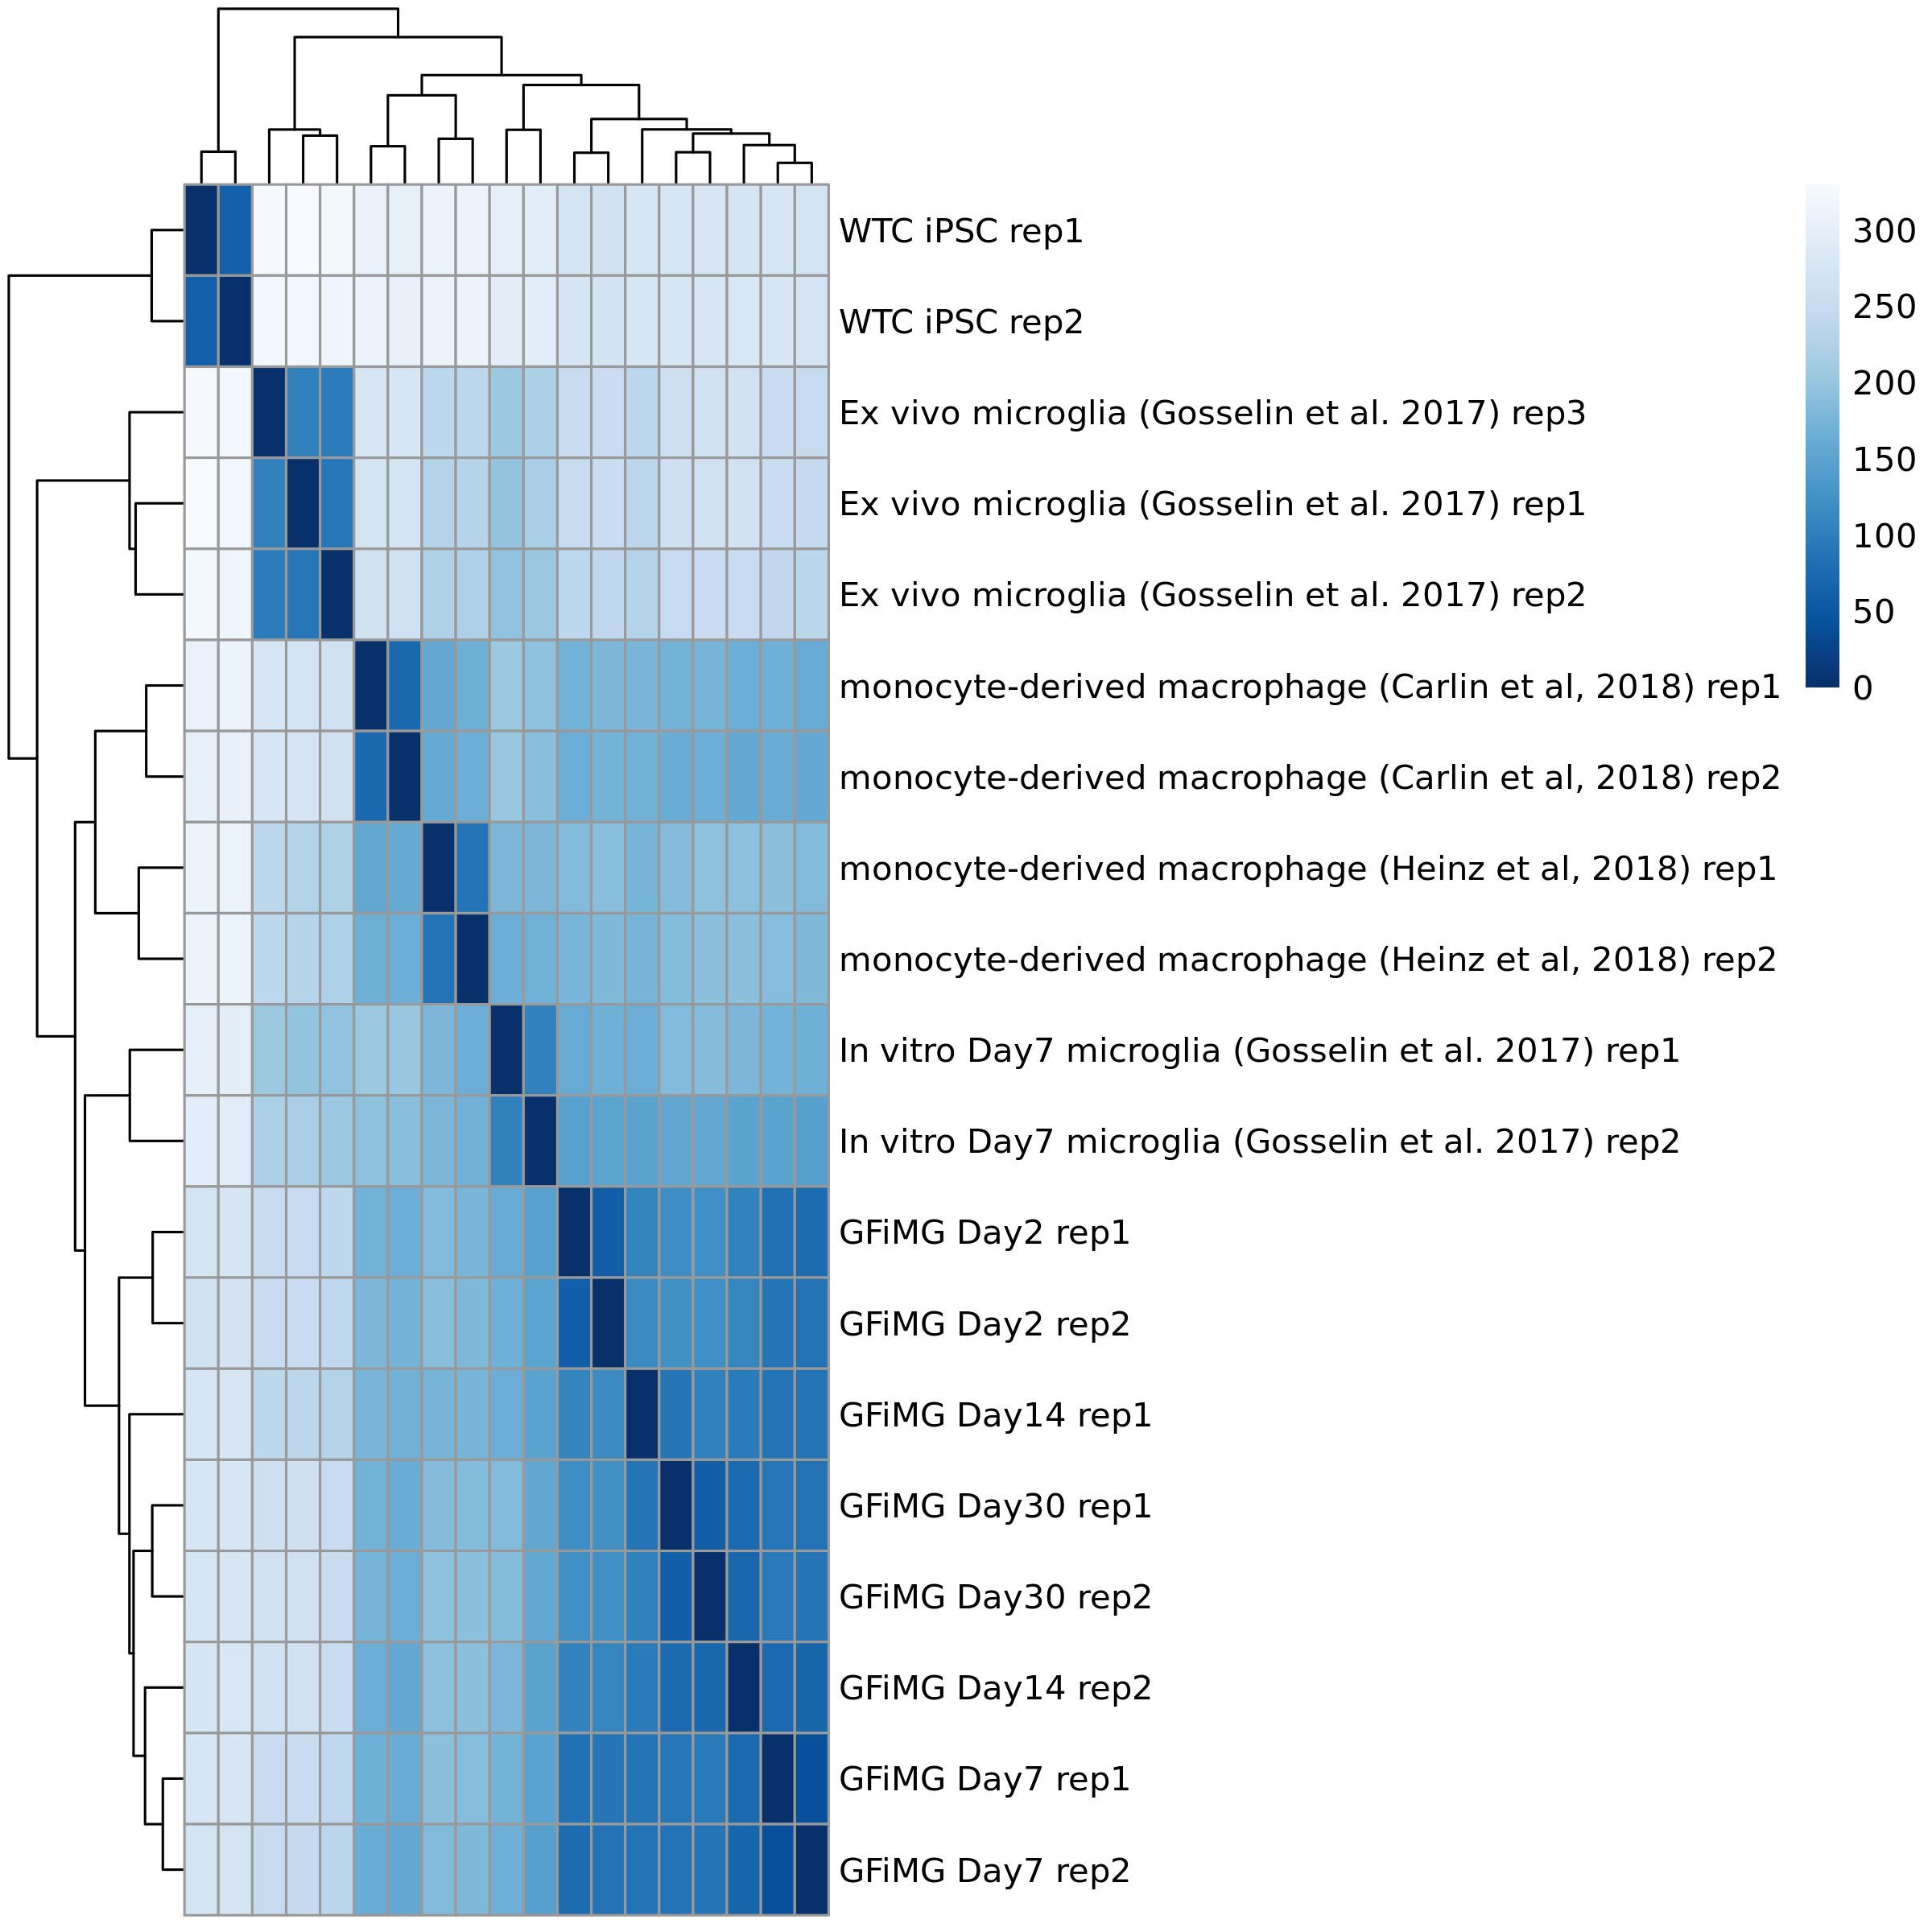 WTC iPSC rep1
WTC iPSC rep2
Ex vivo microglia (Gosselin et al. 2017) rep3
Ex vivo microglia (Gosselin et al. 2017) rep1
Ex vivo microglia (Gosselin et al. 2017) rep2
monocyte-derived macrophage (Carlin et al, 2018) rep1
monocyte-derived macrophage (Carlin et al, 2018) rep2
monocyte-derived macrophage (Heinz et al, 2018) rep1
monocyte-derived macrophage (Heinz et al, 2018) rep2
In vitro Day7 microglia (Gosselin et al. 2017) rep1
In vitro Day7 microglia (Gosselin et al. 2017) rep2
GFiMG Day2 rep1
GFiMG Day2 rep2
GFiMG Day14 rep1
GFiMG Day30 rep1
GFiMG Day30 rep2
GFiMG Day14 rep2
GFiMG Day7 rep1
GFiMG Day7 rep2
300
250
200
150
100
50
0